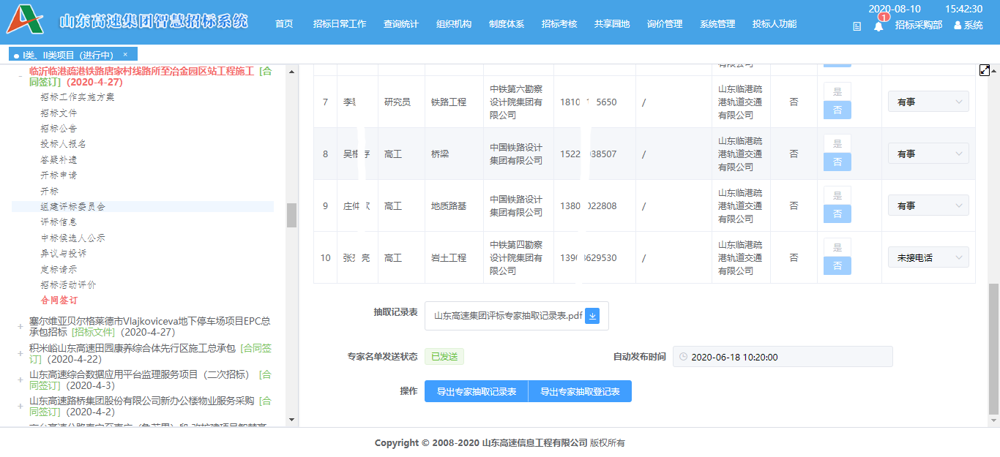 山东高速集团智慧招标系统
首页 招标日常工作 查询统计 组织机构 制度体系 招标考核 共享园地 询价管理 系统管理 投标人功能
2020-08-10 15:42:30
1 招标采购部 系统
I类、II类项目（进行中） ×
临沂临港疏港铁路唐家村线路所至冶金园区站工程施工 [合
同签订]（2020-4-27)
招标工作实施方案
招标文件
招标公告
投标人报名
答疑补遗
开标申请
开标
组建评标委员会
评标信息
中标候选人公示
异议与投诉
定标请示
招标活动评价
合同签订
塞尔维亚贝尔格莱德市Vlajkoviceva地下停车场项目EPC总
承包招标 [招标文件]（2020-4-27)
积米峪山东高速田园康养综合体先行区施工总承包 [合同签
订]（2020-4-22)
山东高速综合数据应用平台监理服务项目（二次招标） [合
同签订]（2020-4-3)
山东高速路桥集团股份有限公司新办公楼物业服务采购 [合
同签订]（2020-4-2)
有限公司
7 李 研究员 铁路工程 中铁第六勘察 1810 5650 / 山东临港疏 否 是 有事
设计院集团有 港轨道交通 否
限公司 有限公司
8 吴 高工 桥梁 中国铁路设计 1522 38507 / 山东临港疏 否 是 有事
集团有限公司 港轨道交通 否
有限公司
9 庄仲 高工 地质路基 中国铁路设计 1380 022808 / 山东临港疏 否 是 有事
集团有限公司 港轨道交通 否
有限公司
10 张 亮 高工 岩土工程 中铁第四勘察 139 3629530 / 山东临港疏 否 是 未接电话
设计院集团有 港轨道交通 否
限公司 有限公司
抽取记录表 山东高速集团评标专家抽取记录表.pdf
专家名单发送状态 已发送 自动发布时间 2020-06-18 10:20:00
操作 导出专家抽取记录表 导出专家抽取登记表
Copyright © 2008-2020 山东高速信息工程有限公司 版权所有